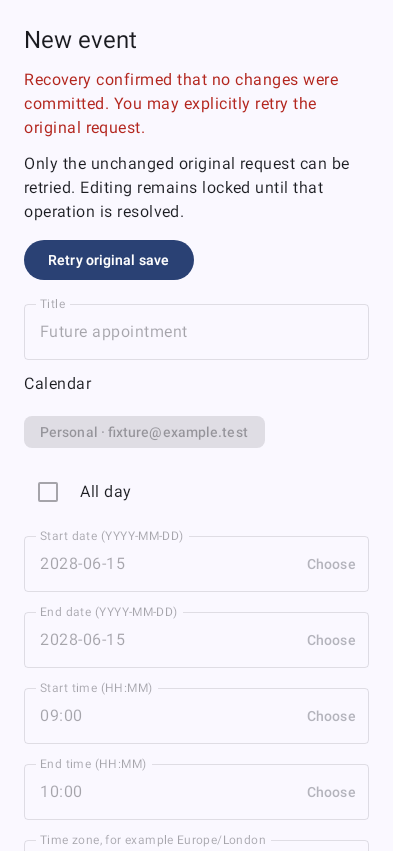 New event
Recovery confirmed that no changes were
committed. You may explicitly retry the
original request.
Only the unchanged original request can be
retried. Editing remains locked until that
operation is resolved.
Retry original save
Title
Future appointment
Calendar
Personal · fixture@example.test
All day
Start date (YYYY-MM-DD)
2028-06-15
Choose
End date (YYYY-MM-DD)
2028-06-15
Choose
Start time (HH:MM)
09:00
Choose
End time (HH:MM)
10:00
Choose
Time zone, for example Europe/London